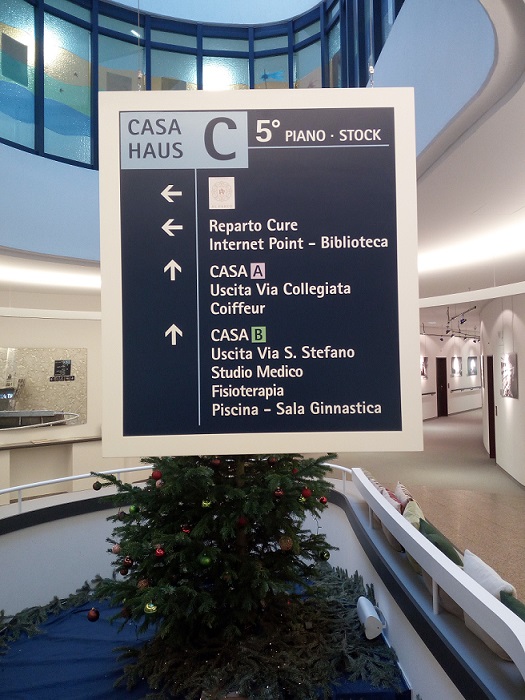 CASA
HAUS
C
5° PIANO · STOCK
Reparto Cure
Internet Point – Biblioteca
CASA A
Uscita Via Collegiata
Coiffeur
CASA B
Uscita Via S. Stefano
Studio Medico
Fisioterapia
Piscina – Sala Ginnastica